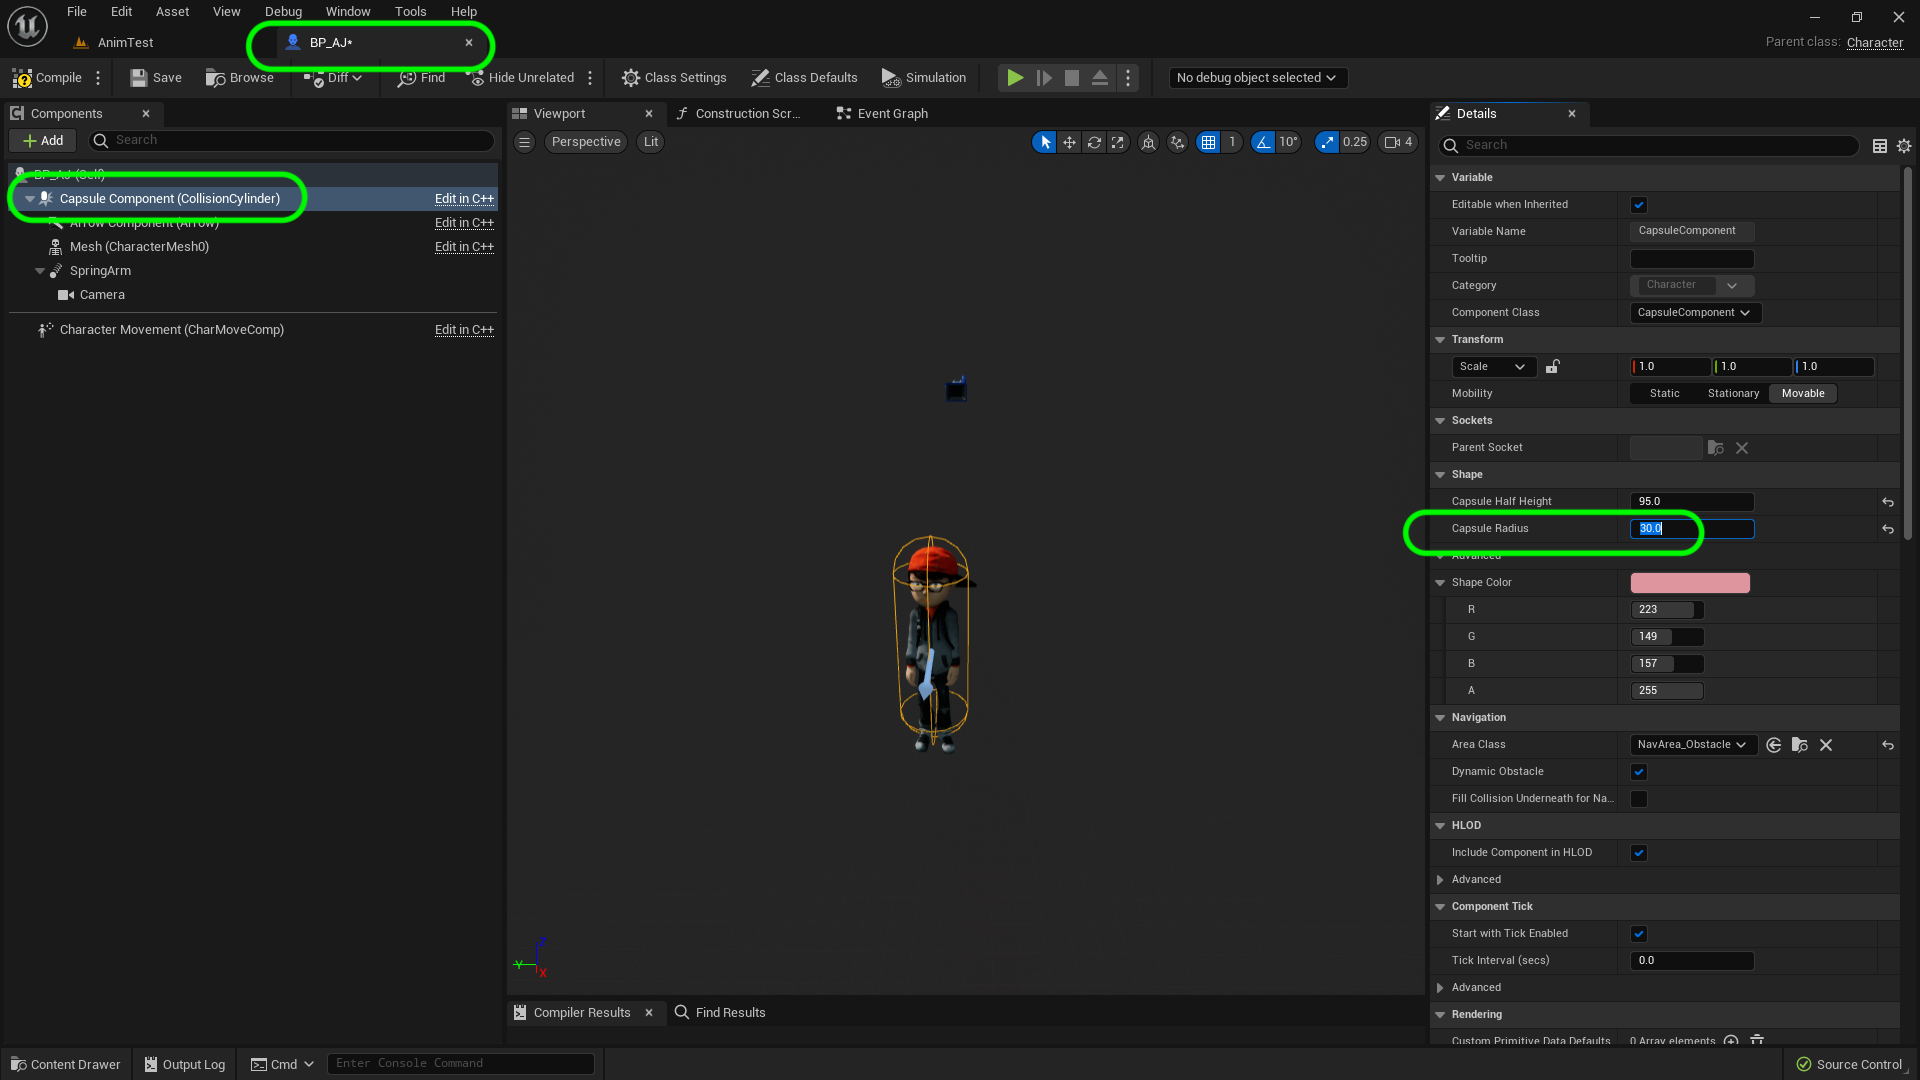 File Edit Asset View Debug Window Tools Help
AnimTest
BP_AJ*
Parent class: Character
Compile
Save
Browse
Diff
Find
Hide Unrelated
Class Settings
Class Defaults
Simulation
No debug object selected
Components
Viewport
Construction Scr...
Event Graph
Details
Add
Search
Perspective
Lit
1
10°
0.25
4
Search
BP_AJ (Self)
Capsule Component (CollisionCylinder) Edit in C++
Arrow Component (Arrow) Edit in C++
Mesh (CharacterMesh0) Edit in C++
SpringArm
Camera
Character Movement (CharMoveComp) Edit in C++
Z
Y
X
Variable
Editable when Inherited
Variable Name CapsuleComponent
Tooltip
Category Character
Component Class CapsuleComponent
Transform
Scale 1.0 1.0 1.0
Mobility Static Stationary Movable
Sockets
Parent Socket
Shape
Capsule Half Height 95.0
Capsule Radius 30.0
Advanced
Shape Color
R 223
G 149
B 157
A 255
Navigation
Area Class NavArea_Obstacle
Dynamic Obstacle
Fill Collision Underneath for Na...
HLOD
Include Component in HLOD
Advanced
Component Tick
Start with Tick Enabled
Tick Interval (secs) 0.0
Advanced
Rendering
Custom Primitive Data Defaults 0 Array elements
Compiler Results
Find Results
Content Drawer
Output Log
Cmd
Enter Console Command
Source Control